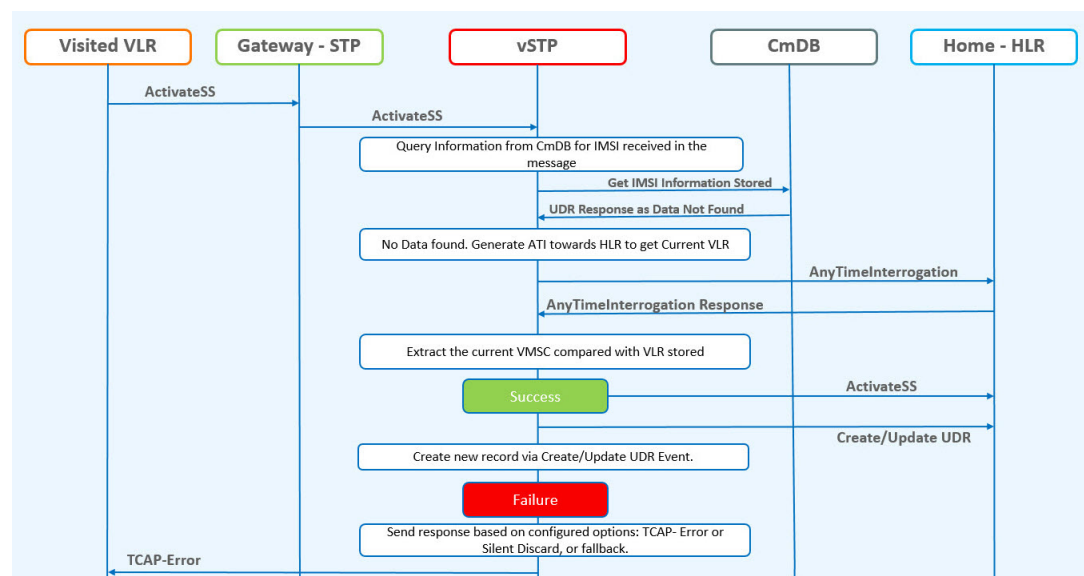 Visited VLR
Gateway - STP
vSTP
CmDB
Home - HLR
ActivateSS
ActivateSS
Query Information from CmDB for IMSI received in the
message
Get IMSI Information Stored
UDR Response as Data Not Found
No Data found. Generate ATI towards HLR to get Current VLR
AnyTimeInterrogation
AnyTimeInterrogation Response
Extract the current VMSC compared with VLR stored
Success
ActivateSS
Create/Update UDR
Create new record via Create/Update UDR Event.
Failure
Send response based on configured options: TCAP- Error or
Silent Discard, or fallback.
TCAP-Error